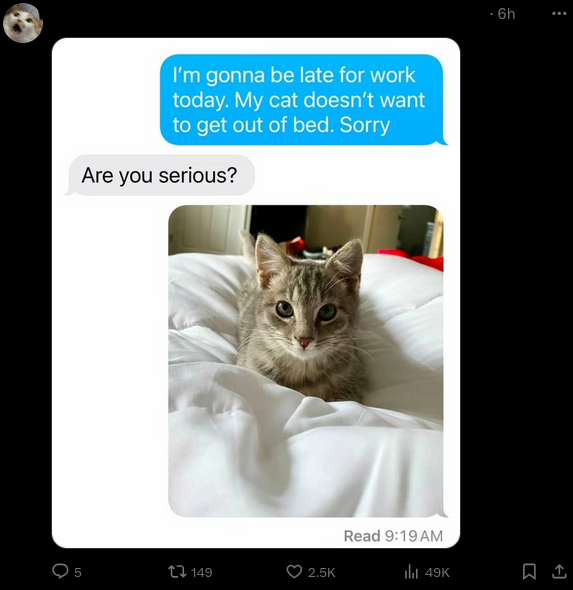 · 6h
I’m gonna be late for work
today. My cat doesn’t want
to get out of bed. Sorry
Are you serious?
Read 9:19 AM
5 149 2.5K 49K